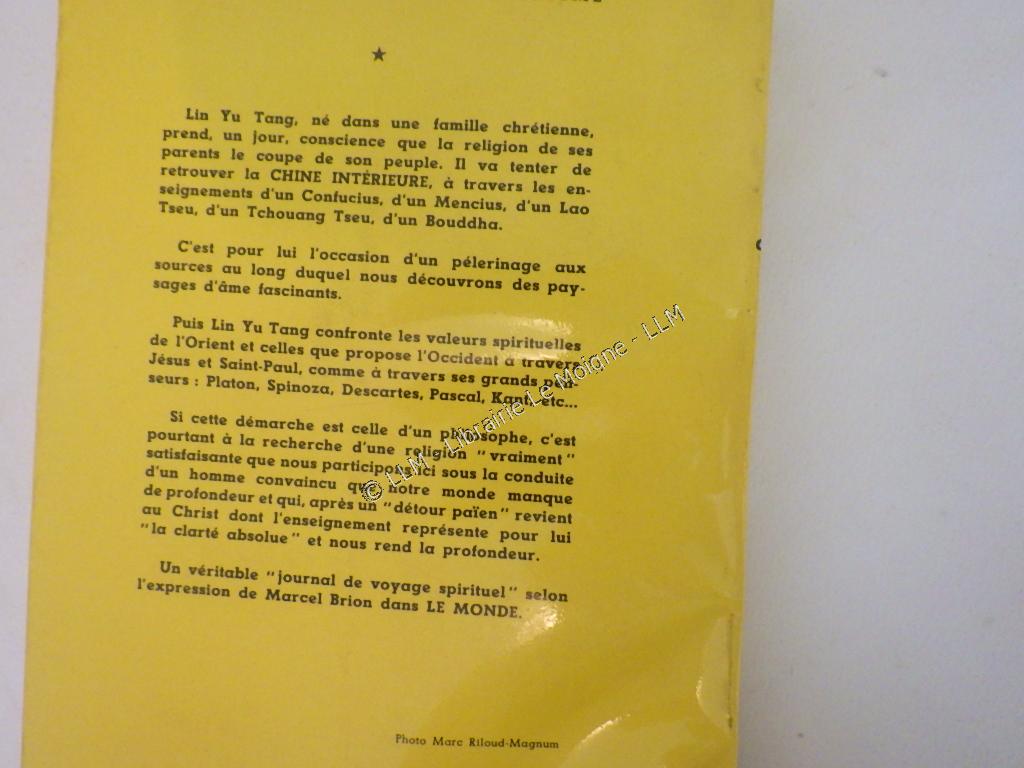 ★
Lin Yu Tang, né dans une famille chrétienne,
prend, un jour, conscience que la religion de ses
parents le coupe de son peuple. Il va tenter de
retrouver la CHINE INTÉRIEURE, à travers les en-
seignements d'un Confucius, d'un Mencius, d'un Lao
Tseu, d'un Tchouang Tseu, d'un Bouddha.
C'est pour lui l'occasion d'un pélerinage aux
sources au long duquel nous découvrons des pay-
sages d'âme fascinants.
Puis Lin Yu Tang confronte les valeurs spirituelles
de l'Orient et celles que propose l'Occident à travers
Jésus et Saint-Paul, comme à travers ses grands pen-
seurs : Platon, Spinoza, Descartes, Pascal, Kant, etc...
Si cette démarche est celle d'un philosophe, c'est
pourtant à la recherche d'une religion "vraiment"
satisfaisante que nous participons ici sous la conduite
d'un homme convaincu que notre monde manque
de profondeur et qui, après un "détour païen" revient
au Christ dont l'enseignement représente pour lui
"la clarté absolue" et nous rend la profondeur.
Un véritable "journal de voyage spirituel" selon
l'expression de Marcel Brion dans LE MONDE.
Photo Marc Riloud-Magnum
© LLM - Librairie Le Moigne - LLM